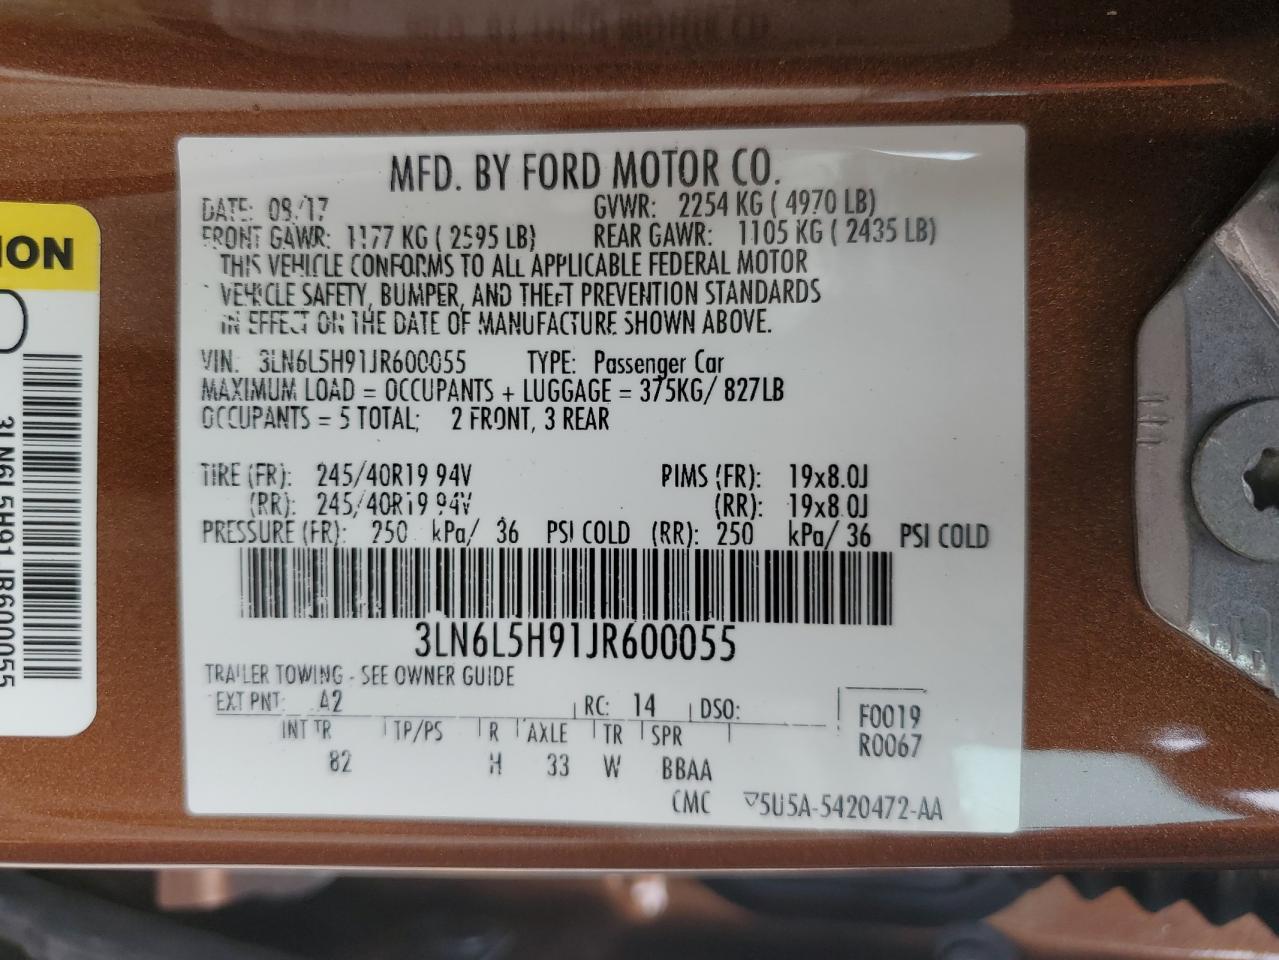 MFD. BY FORD MOTOR CO.
DATE: 09/17 GVWR: 2254 KG ( 4970 LB)
FRONT GAWR: 1177 KG ( 2595 LB) REAR GAWR: 1105 KG ( 2435 LB)
THIS VEHICLE CONFORMS TO ALL APPLICABLE FEDERAL MOTOR
VEHICLE SAFETY, BUMPER, AND THEFT PREVENTION STANDARDS
IN EFFECT ON THE DATE OF MANUFACTURE SHOWN ABOVE.
VIN: 3LN6L5H91JR600055 TYPE: Passenger Car
MAXIMUM LOAD = OCCUPANTS + LUGGAGE = 375KG/ 827LB
OCCUPANTS = 5 TOTAL; 2 FRONT, 3 REAR
TIRE (FR): 245/40R19 94V RIMS (FR): 19x8.0J
(RR): 245/40R19 94V (RR): 19x8.0J
PRESSURE (FR): 250 kPa/ 36 PSI COLD (RR): 250 kPa/ 36 PSI COLD
3LN6L5H91JR600055
TRAILER TOWING - SEE OWNER GUIDE
EXT PNT: A2 RC: 14 DSO:
F0019
R0067
INT TR TP/PS R AXLE TR SPR
82 H 33 W BBAA
CMC ▽5U5A-5420472-AA
ION
3LN6L5H91JR600055